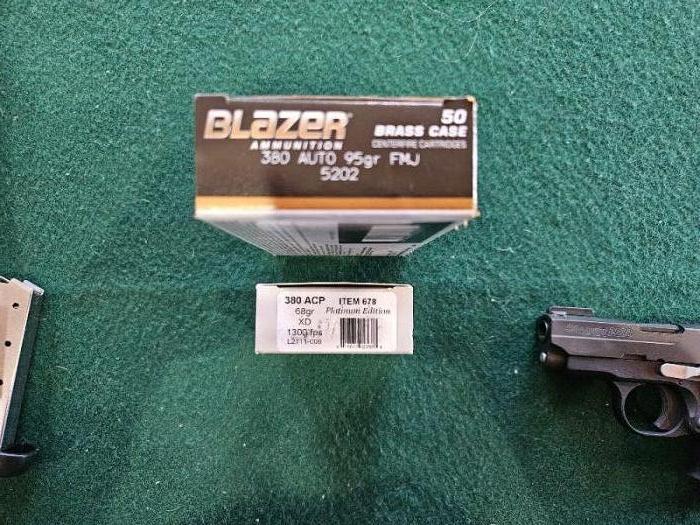 BLAZER
AMMUNITION
50
BRASS CASE
CENTERFIRE CARTRIDGES
380 AUTO 95gr FMJ
5202
380 ACP ITEM 678
68gr Platinum Edition
XD
1300 fps